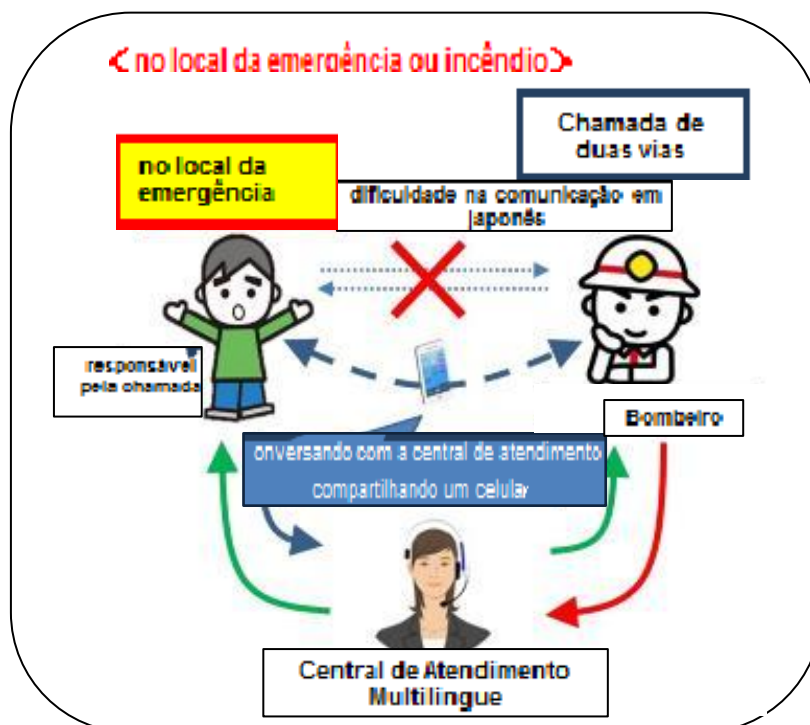 < no local da emergência ou incêndio >
Chamada de
duas vias
no local da
emergência
dificuldade na comunicação em
japonês
responsável
pela chamada
Bombeiro
onversando com a central de atendimento
compartilhando um celular
Central de Atendimento
Multilingue